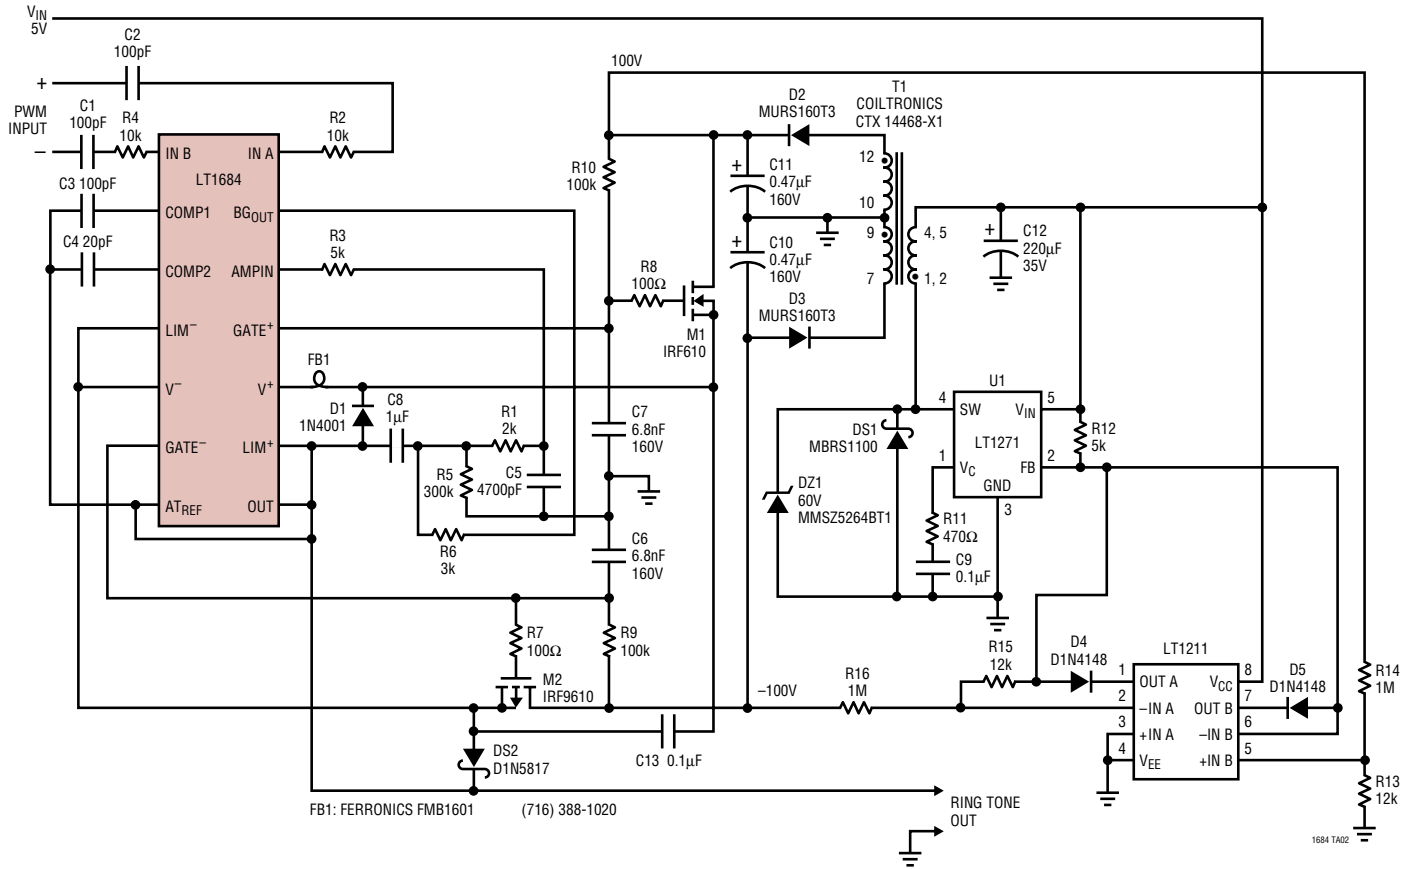 VIN
5V
C2
100pF
+
PWM
INPUT
–
C1
100pF
R4
10k
C3 100pF
C4 20pF
R2
10k
IN B
IN A
LT1684
COMP1
BGOUT
COMP2
AMPIN
LIM–
GATE+
V–
V+
GATE–
LIM+
ATREF
OUT
R3
5k
FB1
D1
1N4001
C8
1µF
R1
2k
R5
300k
C5
4700pF
R6
3k
100V
R10
100k
R8
100Ω
M1
IRF610
C7
6.8nF
160V
C6
6.8nF
160V
R7
100Ω
R9
100k
M2
IRF9610
DS2
D1N5817
C13 0.1µF
D2
MURS160T3
T1
COILTRONICS
CTX 14468-X1
+
C11
0.47µF
160V
+
C10
0.47µF
160V
D3
MURS160T3
12
10
9
7
4, 5
1, 2
+
C12
220µF
35V
U1
4
SW
VIN
5
LT1271
1
VC
FB
2
GND
3
R12
5k
DS1
MBRS1100
DZ1
60V
MMSZ5264BT1
R11
470Ω
C9
0.1µF
–100V
R16
1M
R15
12k
D4
D1N4148
LT1211
1
OUT A
VCC
8
2
–IN A
OUT B
7
3
+IN A
–IN B
6
4
VEE
+IN B
5
D5
D1N4148
R14
1M
R13
12k
FB1: FERRONICS FMB1601 (716) 388-1020
RING TONE
OUT
1684 TA02